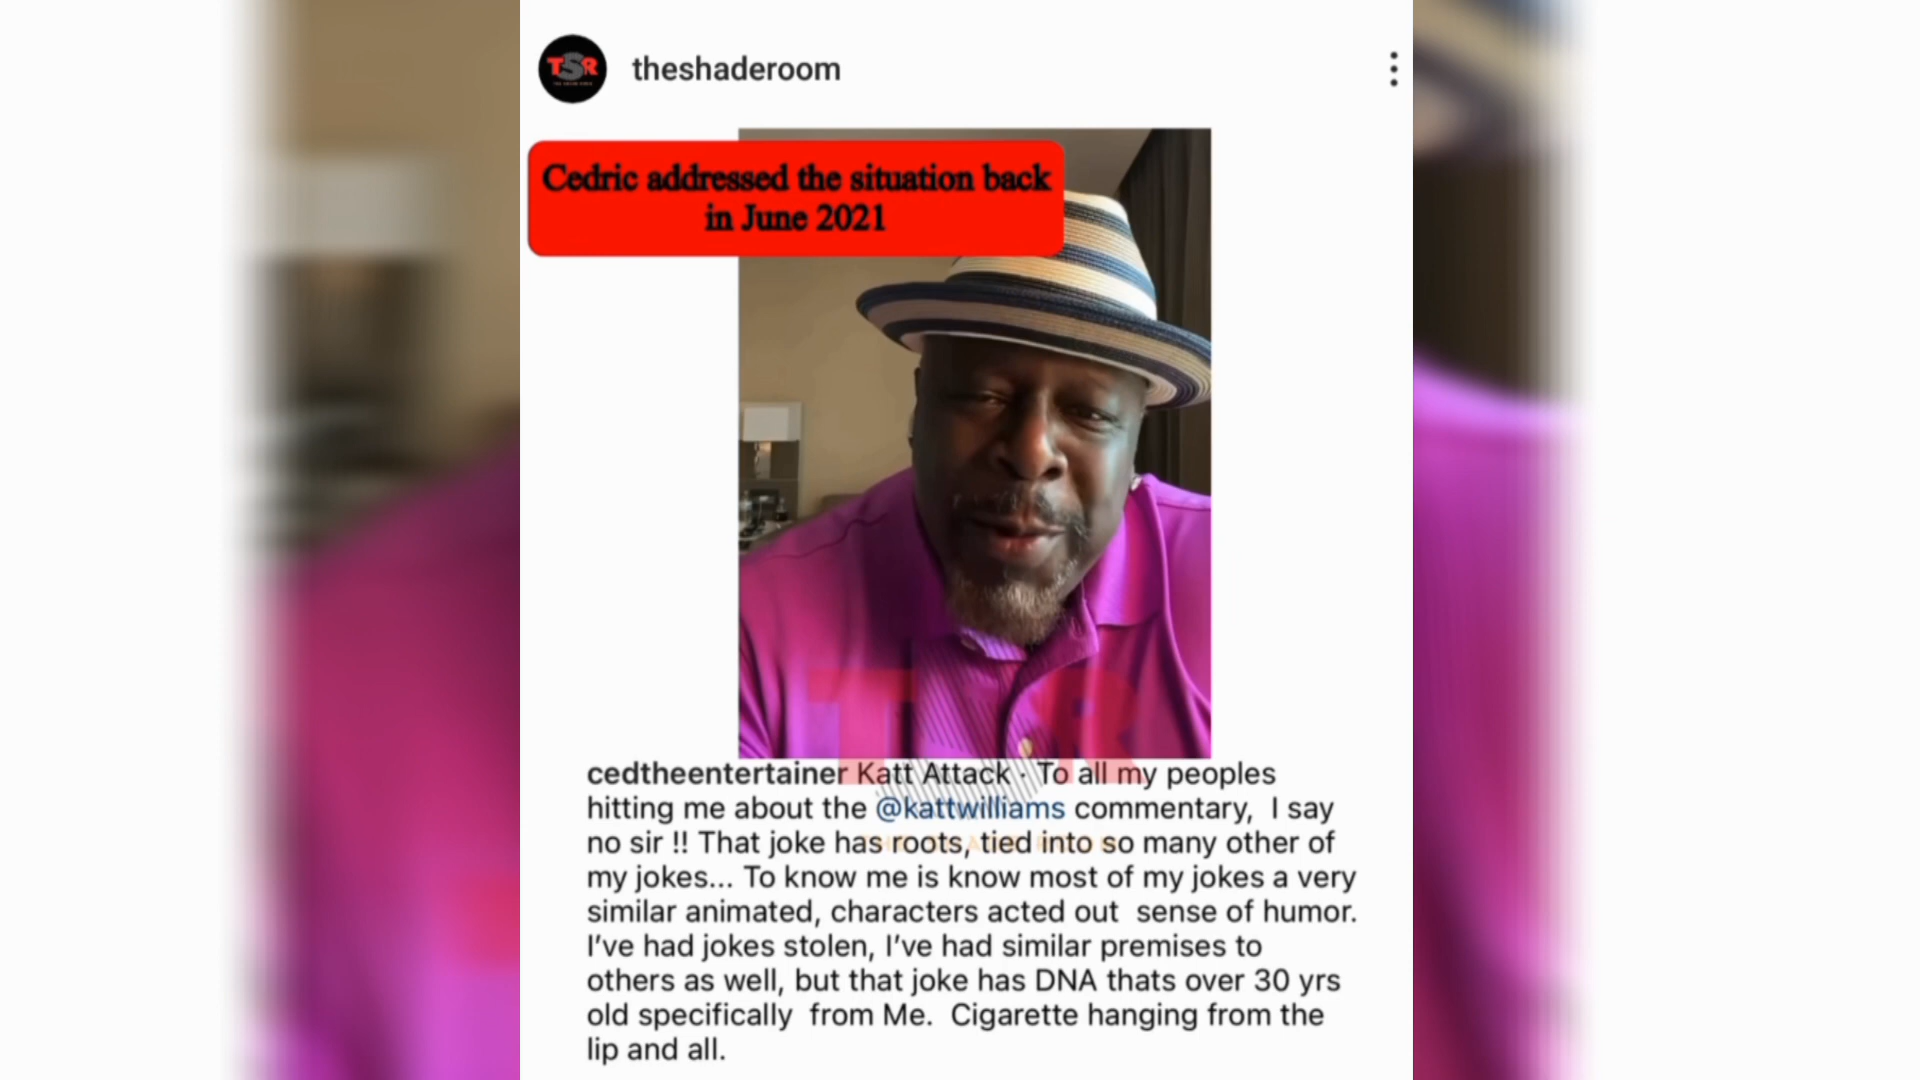 TSR
theshaderoom
Cedric addressed the situation back
in June 2021
TSR
cedtheentertainer Katt Attack · To all my peoples
hitting me about the @kattwilliams commentary,  I say
no sir !! That joke has roots, tied into so many other of
my jokes... To know me is know most of my jokes a very
similar animated, characters acted out  sense of humor.
I’ve had jokes stolen, I’ve had similar premises to
others as well, but that joke has DNA thats over 30 yrs
old specifically  from Me.  Cigarette hanging from the
lip and all.